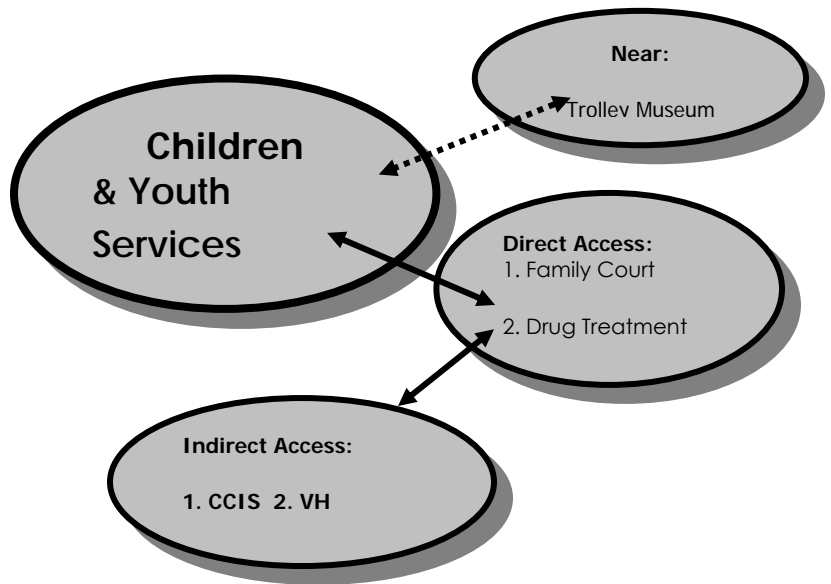 Near:
Trolley Museum
Children
& Youth
Services
Direct Access:
1. Family Court
2. Drug Treatment
Indirect Access:
1. CCIS 2. VH